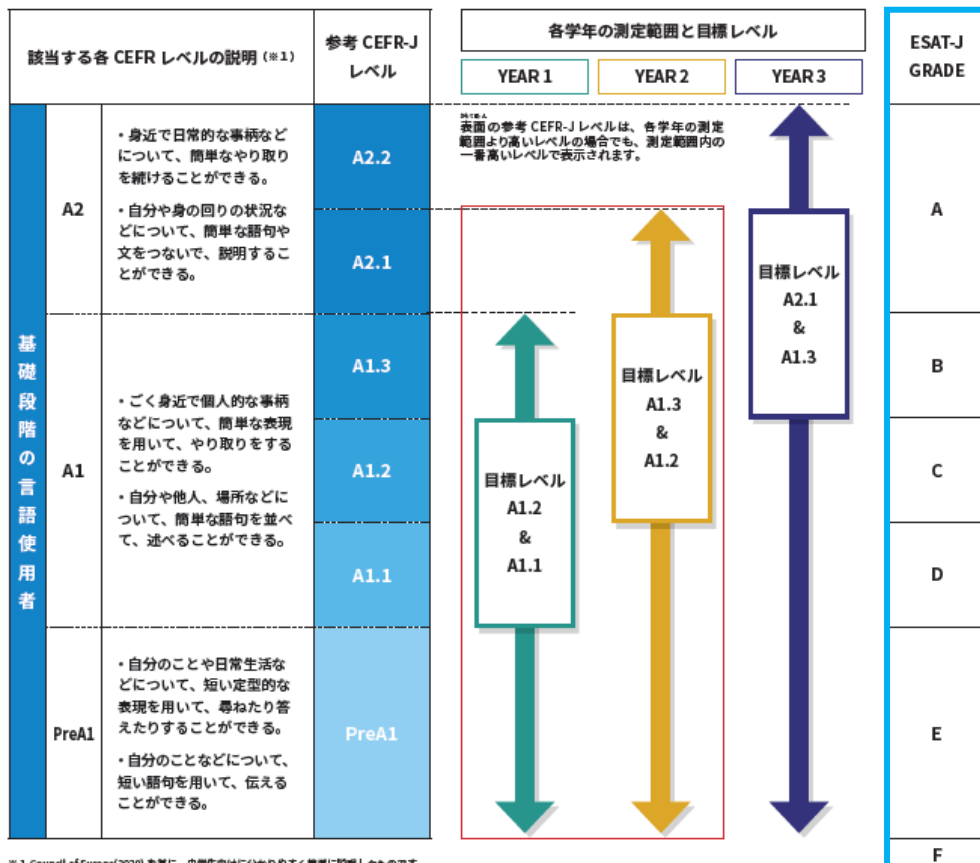 該当する各 CEFR レベルの説明 (※1)
参考 CEFR-J
レベル
各学年の測定範囲と目標レベル
YEAR 1
YEAR 2
YEAR 3
ESAT-J
GRADE
基礎段階の言語使用者
A2
・身近で日常的な事柄など
について、簡単なやり取り
を続けることができる。
・自分や身の回りの状況な
どについて、簡単な語句や
文をつないで、説明するこ
とができる。
A2.2
A2.1
表面の参考 CEFR-J レベルは、各学年の測定
範囲より高いレベルの場合でも、測定範囲内の
一番高いレベルで表示されます。
A1
・ごく身近で個人的な事柄
などについて、簡単な表現
を用いて、やり取りをする
ことができる。
・自分や他人、場所などに
ついて、簡単な語句を並べ
て、述べることができる。
A1.3
A1.2
A1.1
PreA1
・自分のことや日常生活な
どについて、短い定型的な
表現を用いて、尋ねたり答
えたりすることができる。
・自分のことなどについて、
短い語句を用いて、伝える
ことができる。
PreA1
目標レベル
A1.2
&
A1.1
目標レベル
A1.3
&
A1.2
目標レベル
A2.1
&
A1.3
A
B
C
D
E
F